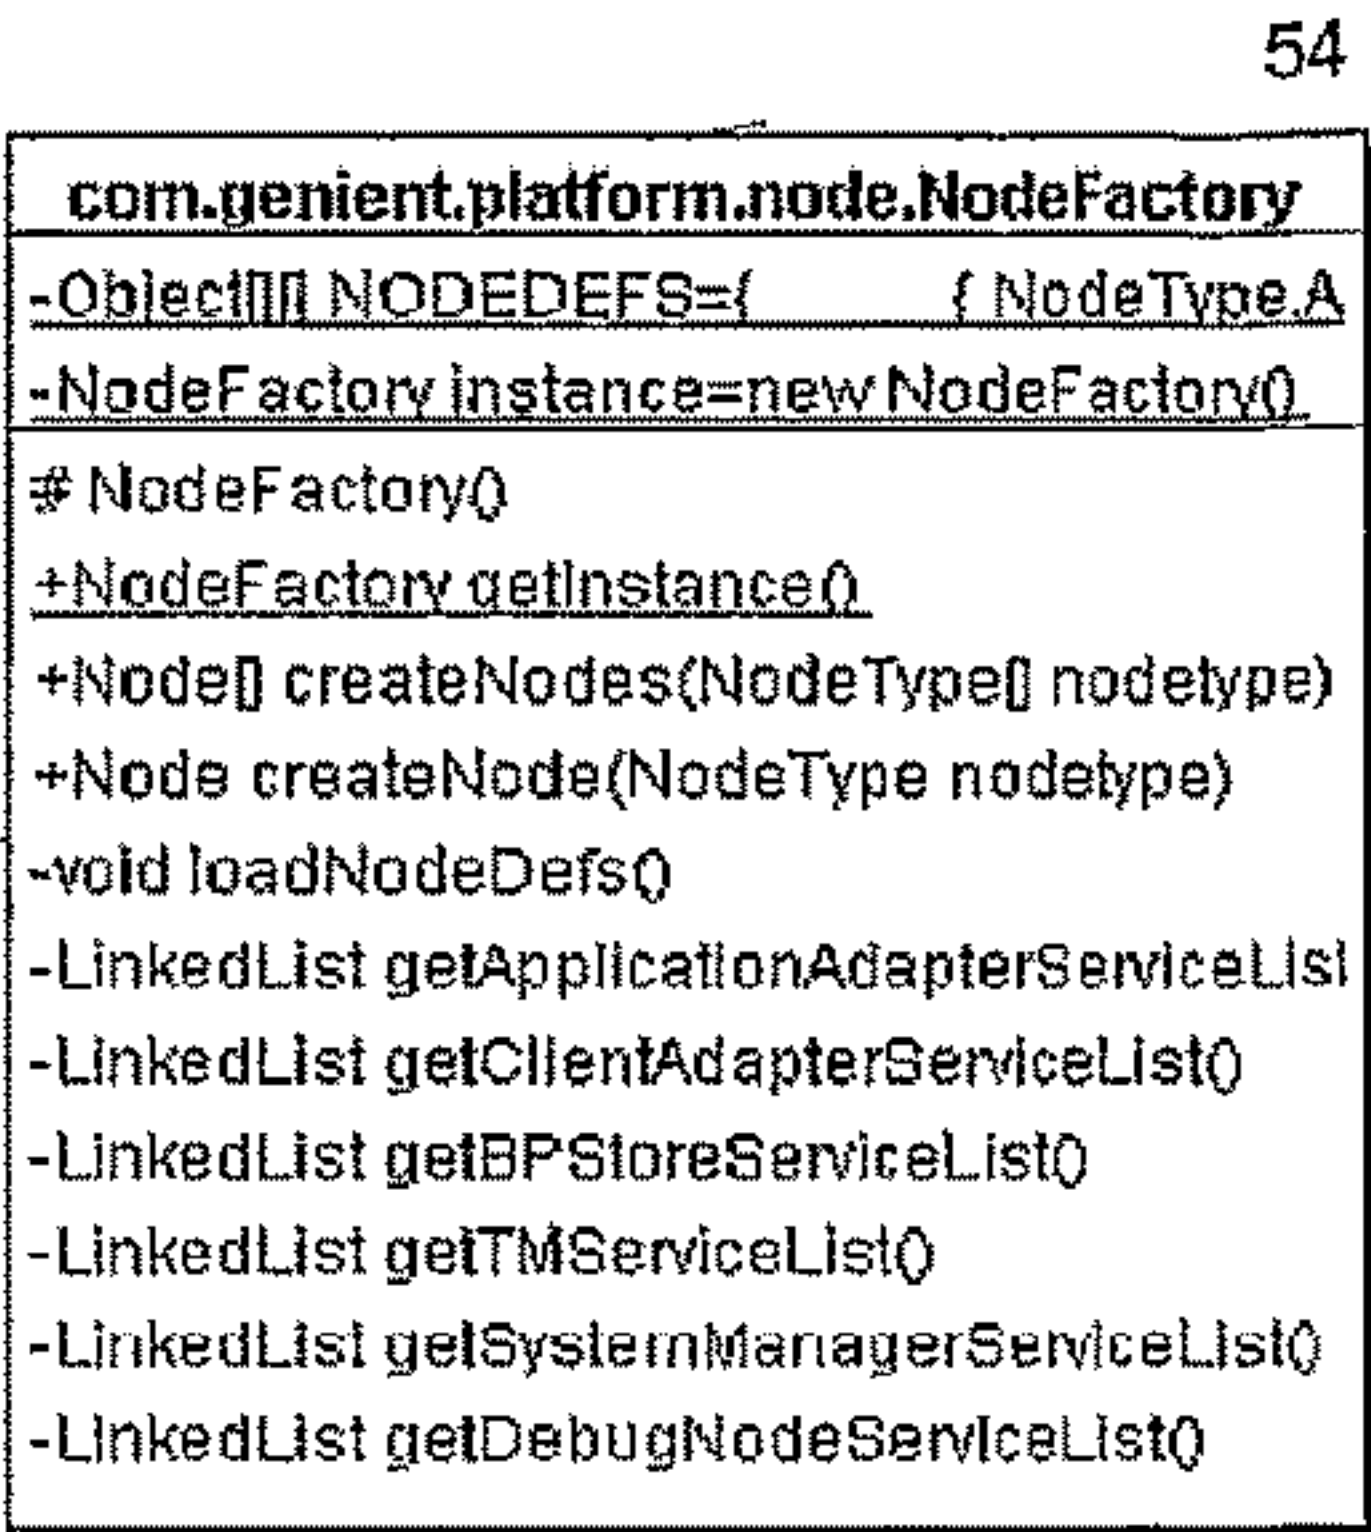 54
com.genient.platform.node.NodeFactory
-Object[][] NODEDEFS={ { NodeType.A
-NodeFactory instance=new NodeFactory()
# NodeFactory()
+NodeFactory getInstance()
+Node[] createNodes(NodeType[] nodetype)
+Node createNode(NodeType nodetype)
-void loadNodeDefs()
-LinkedList getApplicationAdapterServiceList
-LinkedList getClientAdapterServiceList()
-LinkedList getBPStoreServiceList()
-LinkedList getTMServiceList()
-LinkedList getSystemManagerServiceList()
-LinkedList getDebugNodeServiceList()